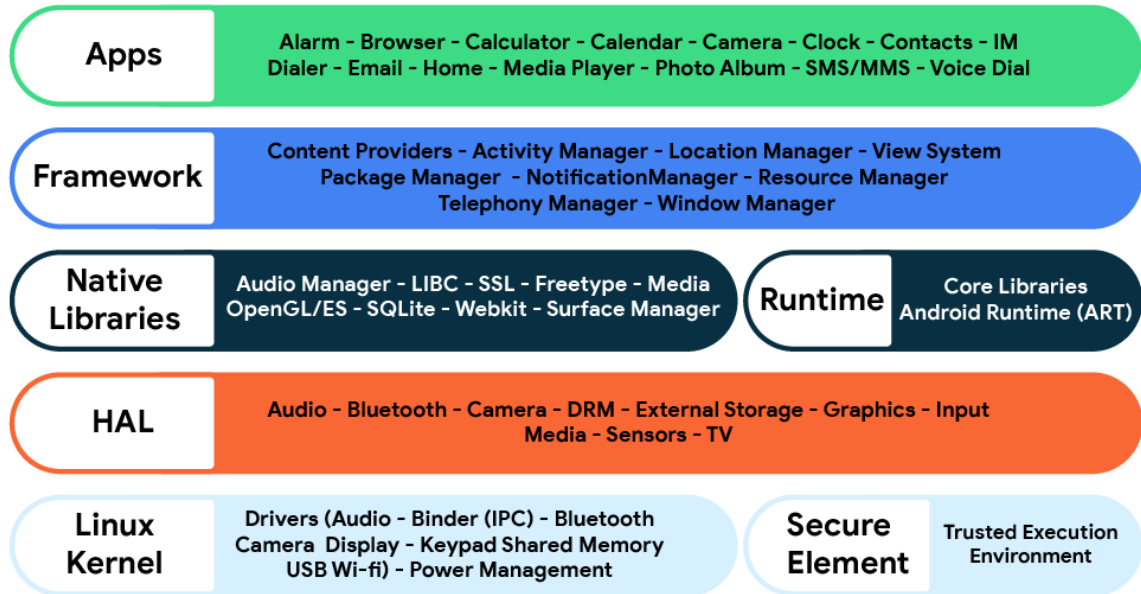 Apps
Alarm - Browser - Calculator - Calendar - Camera - Clock - Contacts - IM
Dialer - Email - Home - Media Player - Photo Album - SMS/MMS - Voice Dial
Framework
Content Providers - Activity Manager - Location Manager - View System
Package Manager - NotificationManager - Resource Manager
Telephony Manager - Window Manager
Native
Libraries
Audio Manager - LIBC - SSL - Freetype - Media
OpenGL/ES - SQLite - Webkit - Surface Manager
Runtime
Core Libraries
Android Runtime (ART)
HAL
Audio - Bluetooth - Camera - DRM - External Storage - Graphics - Input
Media - Sensors - TV
Linux
Kernel
Drivers (Audio - Binder (IPC) - Bluetooth
Camera Display - Keypad Shared Memory
USB Wi-fi) - Power Management
Secure
Element
Trusted Execution
Environment